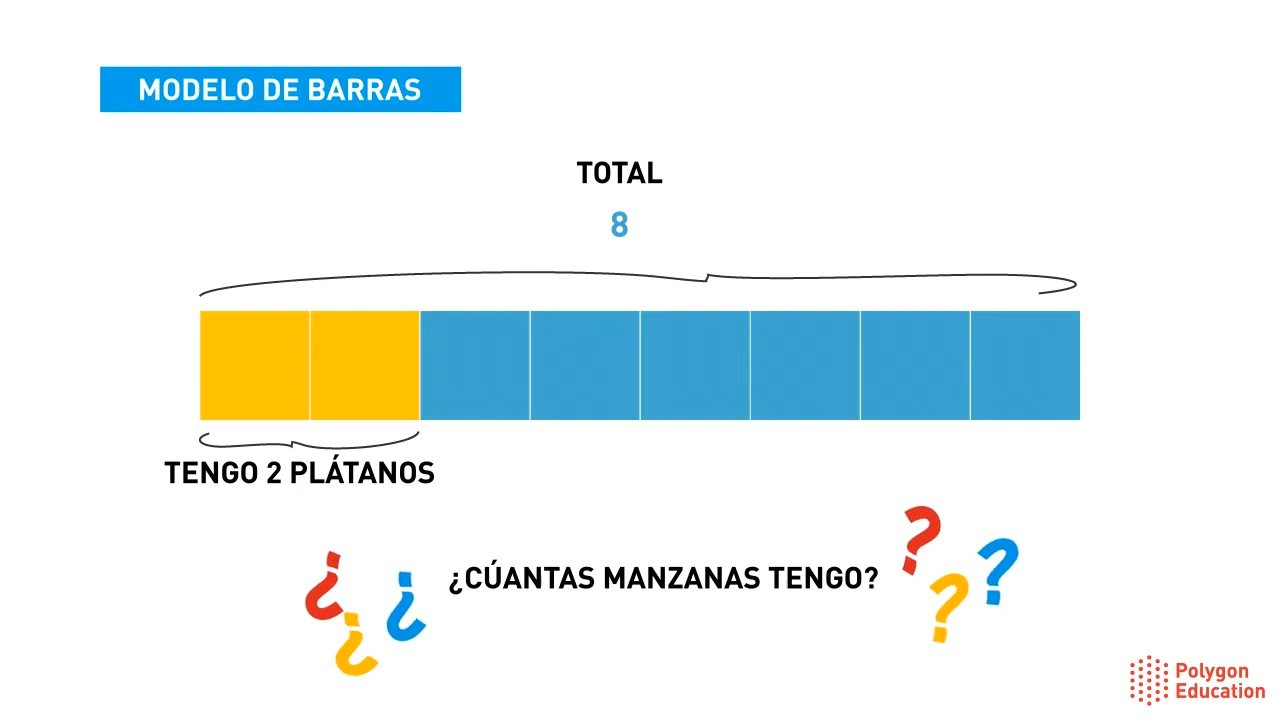 MODELO DE BARRAS
TOTAL
8
TENGO 2 PLÁTANOS
¿CÚANTAS MANZANAS TENGO?
Polygon
Education